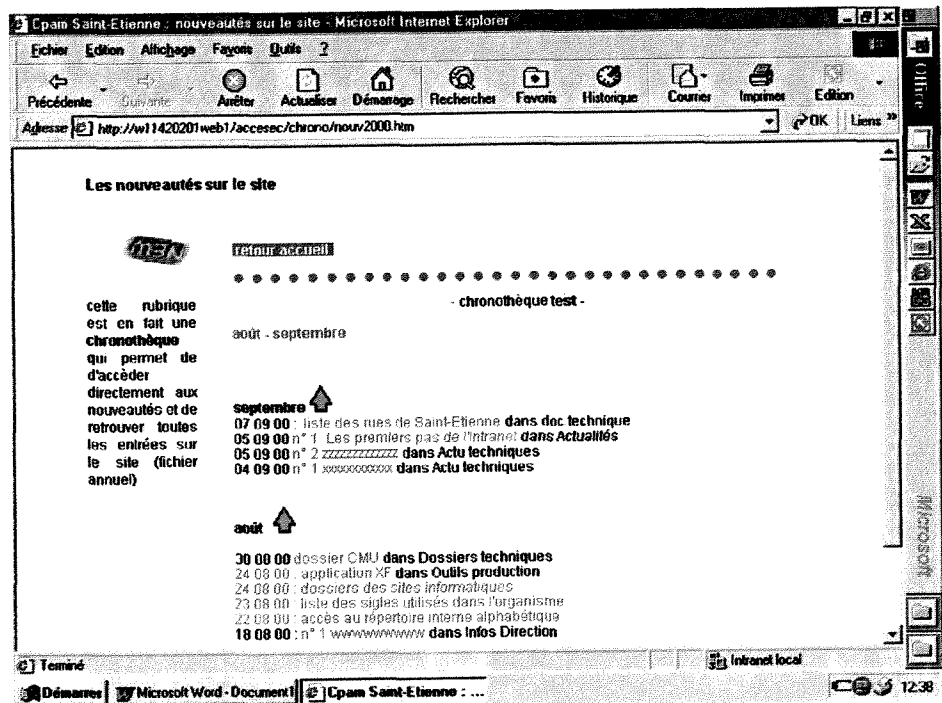 Cpam Saint-Etienne : nouveautés sur le site - Microsoft Internet Explorer
Fichier Edition Affichage Favoris Outils ?
Précédente Suivante Arrêter Actualiser Démarrage Rechercher Favoris Historique Courrier Imprimer Edition
Adresse http://w11420201web1/accesec/chrono/nouv2000.htm OK Liens »
Office
Les nouveautés sur le site
retour accueil
- chronothèque test -
cette rubrique
est en fait une
chronothèque
qui permet de
d'accèder
directement aux
nouveautés et de
retrouver toutes
les entrées sur
le site (fichier
annuel)
août - septembre
septembre
07 09 00 : liste des rues de Saint-Etienne dans doc technique
05 09 00 n° 1 Les premiers pas de l'Intranet dans Actualités
05 09 00 n° 2 zzzzzzzzzzzzz dans Actu techniques
04 09 00 n° 1 xxxxxxxxxxxx dans Actu techniques
août
30 08 00 dossier CMU dans Dossiers techniques
24 08 00 : application XF dans Outils production
24 08 00 : dossiers des sites informatiques
23 08 00 : liste des sigles utilisés dans l'organisme
22 08 00 : accès au répertoire interne alphabétique
18 08 00 : n° 1 wwwwwwwwww dans Infos Direction
Microsoft
Terminé Intranet local
Démarrer Microsoft Word - Document1 Cpam Saint-Etienne : ... 12:38